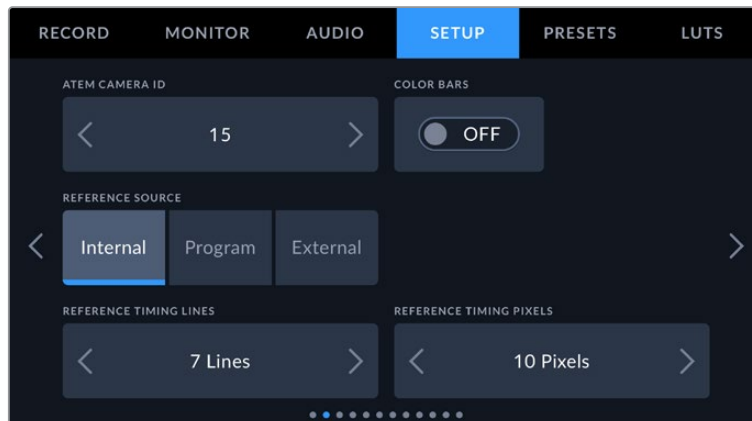 RECORD MONITOR AUDIO SETUP PRESETS LUTS
ATEM CAMERA ID COLOR BARS
15 OFF
REFERENCE SOURCE
Internal Program External
REFERENCE TIMING LINES REFERENCE TIMING PIXELS
7 Lines 10 Pixels